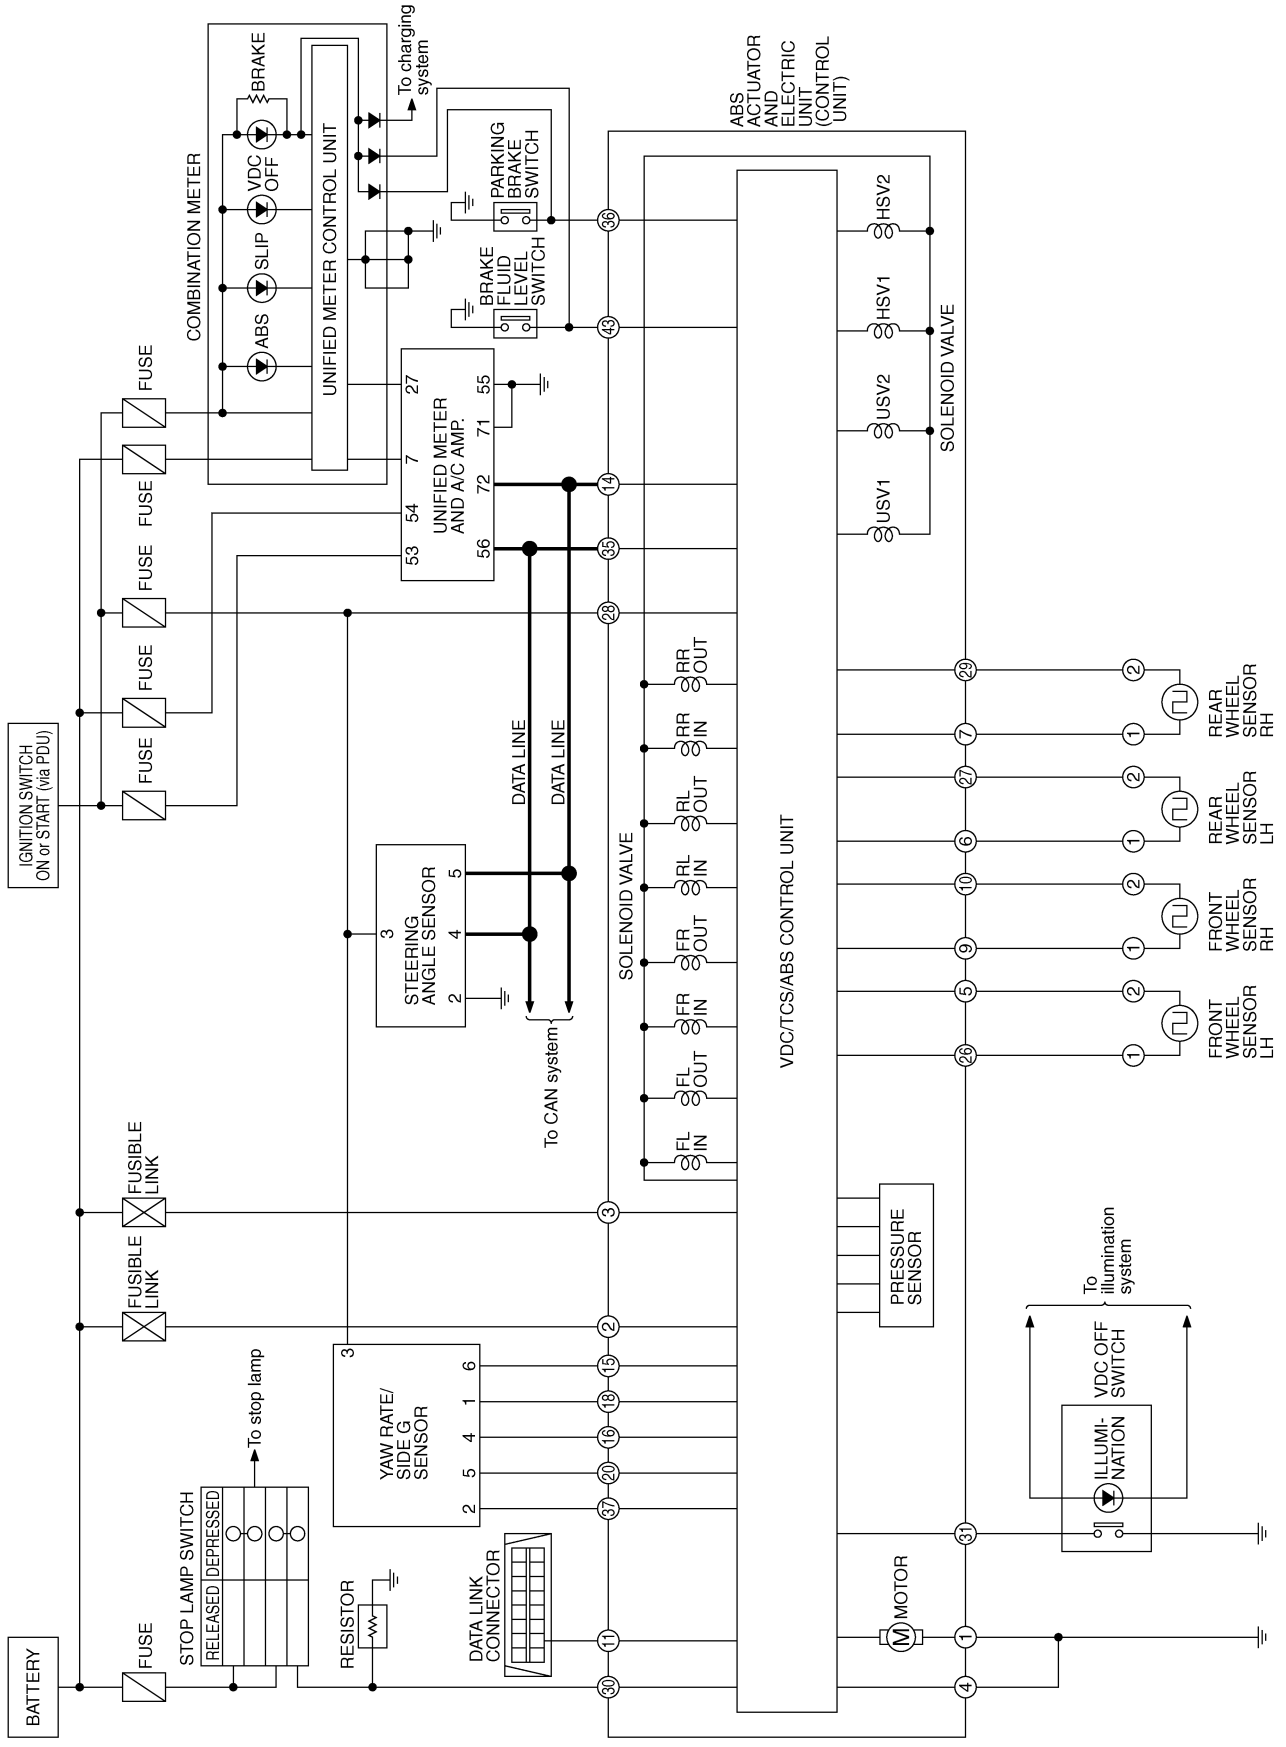 BATTERY
IGNITION SWITCH
ON or START (via PDU)
FUSE
FUSIBLE
LINK
FUSIBLE
LINK
FUSE
FUSE
FUSE
FUSE
FUSE
STOP LAMP SWITCH
RELEASED
DEPRESSED
To stop lamp
COMBINATION METER
ABS
SLIP
VDC
OFF
BRAKE
UNIFIED METER CONTROL UNIT
To charging
system
RESISTOR
YAW RATE/
SIDE G
SENSOR
3
2
5
4
1
6
STEERING
ANGLE SENSOR
3
2
4
5
UNIFIED METER
AND A/C AMP.
53
54
7
27
56
72
71
55
BRAKE
FLUID
LEVEL
SWITCH
PARKING
BRAKE
SWITCH
DATA LINK
CONNECTOR
To CAN system
DATA LINE
DATA LINE
30
11
37
20
16
18
15
2
3
28
35
14
43
36
ABS
ACTUATOR
AND
ELECTRIC
UNIT
(CONTROL
UNIT)
SOLENOID VALVE
FL
IN
FL
OUT
FR
IN
FR
OUT
RL
IN
RL
OUT
RR
IN
RR
OUT
VDC/TCS/ABS CONTROL UNIT
MOTOR
M
PRESSURE
SENSOR
USV1
USV2
HSV1
HSV2
SOLENOID VALVE
4
1
31
26
5
9
10
6
27
7
29
ILLUMI-
NATION
VDC OFF
SWITCH
To
illumination
system
1
2
1
2
1
2
1
2
FRONT
WHEEL
SENSOR
LH
FRONT
WHEEL
SENSOR
RH
REAR
WHEEL
SENSOR
LH
REAR
WHEEL
SENSOR
RH